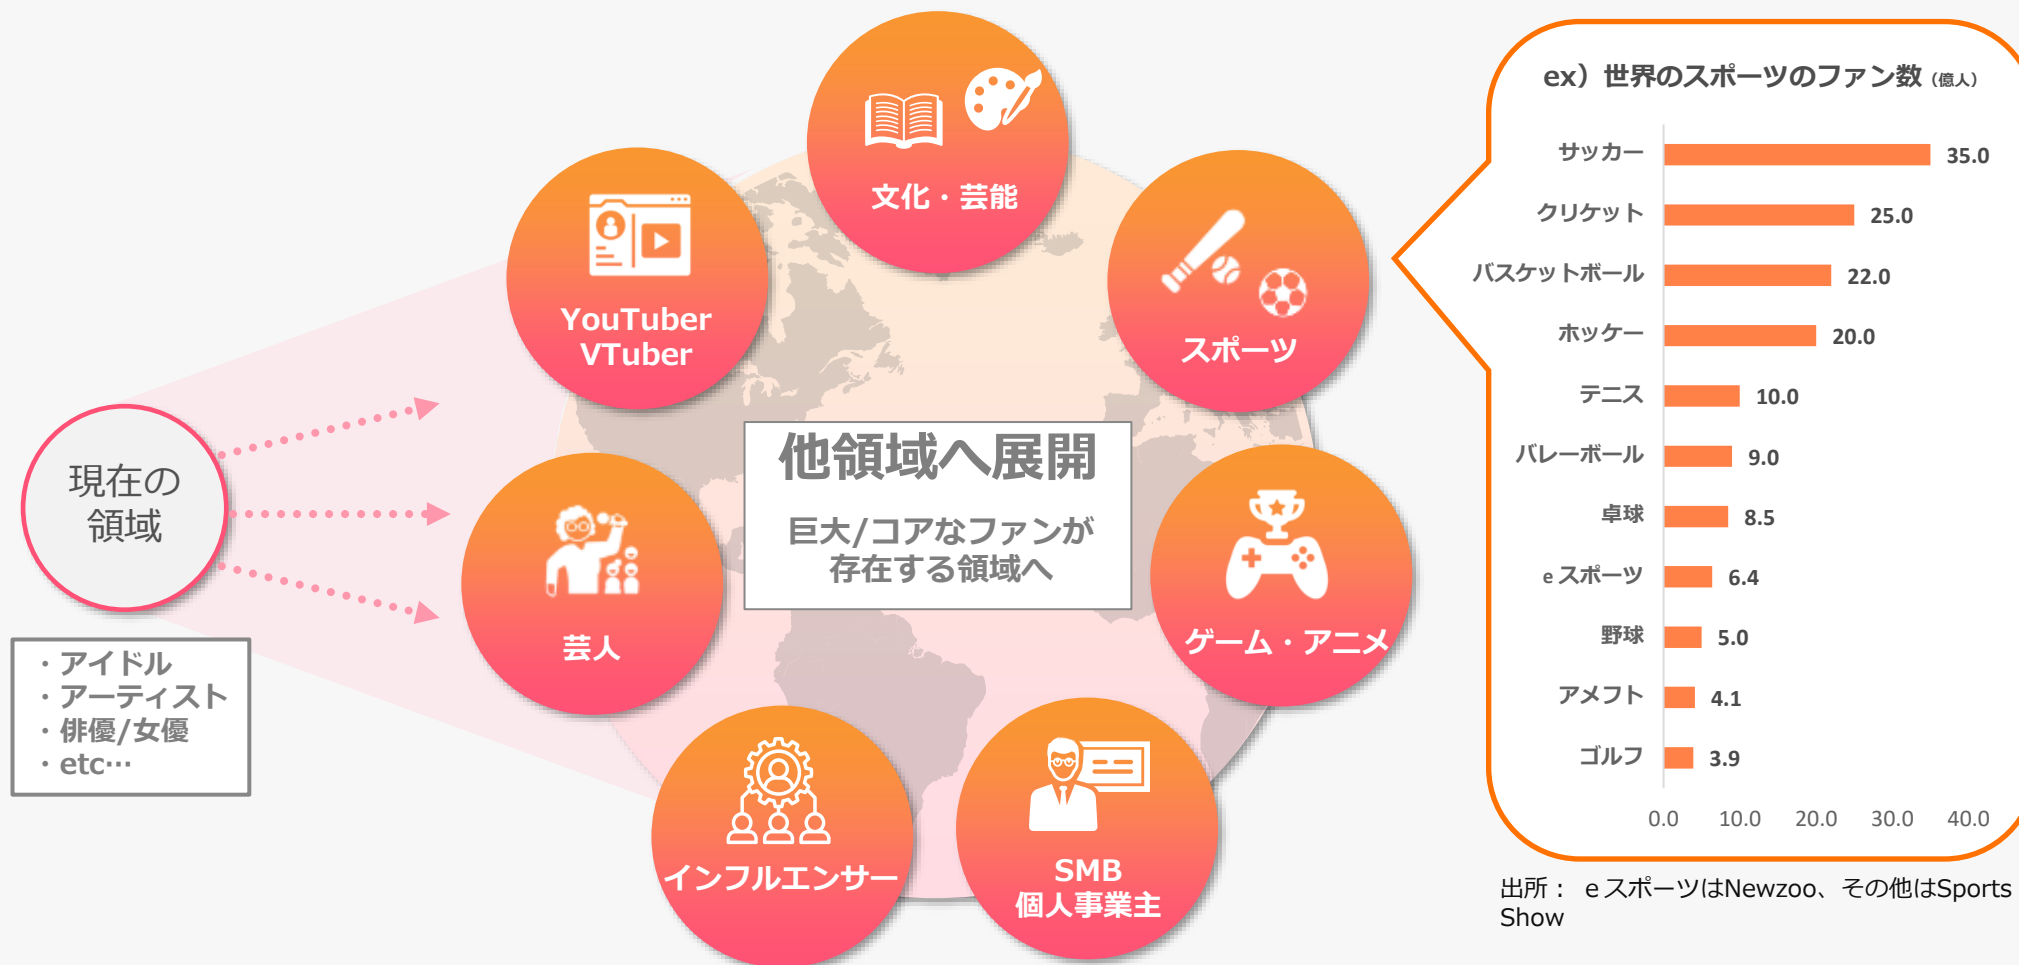 現在の
領域
・アイドル
・アーティスト
・俳優/女優
・etc…
文化・芸能
YouTuber
VTuber
スポーツ
芸人
他領域へ展開
巨大/コアなファンが
存在する領域へ
ゲーム・アニメ
インフルエンサー
SMB
個人事業主
ex）世界のスポーツのファン数（億人）
サッカー 35.0
クリケット 25.0
バスケットボール 22.0
ホッケー 20.0
テニス 10.0
バレーボール 9.0
卓球 8.5
eスポーツ 6.4
野球 5.0
アメフト 4.1
ゴルフ 3.9
0.0 10.0 20.0 30.0 40.0
出所： eスポーツはNewzoo、その他はSports
Show